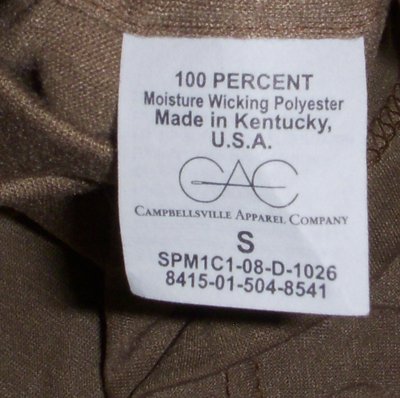 100 PERCENT
Moisture Wicking Polyester
Made in Kentucky,
U.S.A.
CAC
CAMPBELLSVILLE APPAREL COMPANY
S
SPM1C1-08-D-1026
8415-01-504-8541